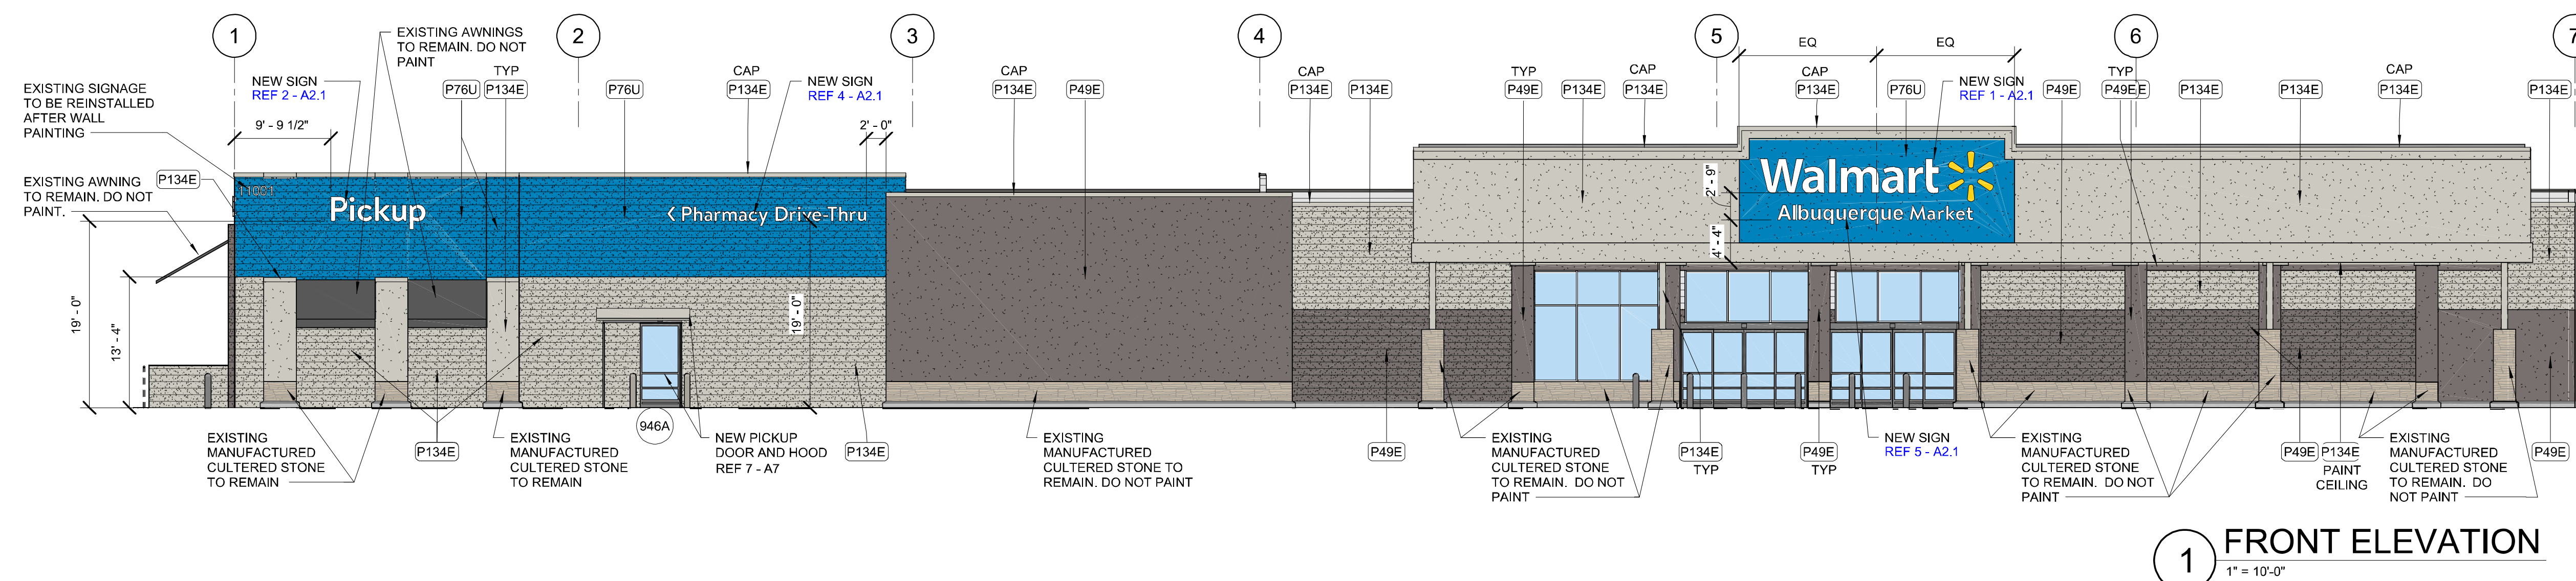 1
2
3
4
5
6
7
EXISTING AWNINGS
TO REMAIN. DO NOT
PAINT
EQ
EQ
EXISTING SIGNAGE
TO BE REINSTALLED
AFTER WALL
PAINTING
NEW SIGN
REF 2 - A2.1
P76U
TYP
P134E
P76U
CAP
P134E
NEW SIGN
REF 4 - A2.1
CAP
P134E
P49E
CAP
P134E
P134E
TYP
P49E
P134E
CAP
P134E
CAP
P134E
P76U
NEW SIGN
REF 1 - A2.1
P49E
TYP
P49E
P134E
P134E
CAP
P134E
P134E
9' - 9 1/2"
2' - 0"
EXISTING AWNING
TO REMAIN. DO NOT
PAINT.
P134E
11001
Pickup
< Pharmacy Drive-Thru
Walmart
Albuquerque Market
2' - 9"
4' - 4"
19' - 0"
13' - 4"
19' - 0"
946A
EXISTING
MANUFACTURED
CULTERED STONE
TO REMAIN
P134E
EXISTING
MANUFACTURED
CULTERED STONE
TO REMAIN
NEW PICKUP
DOOR AND HOOD
REF 7 - A7
P134E
EXISTING
MANUFACTURED
CULTERED STONE TO
REMAIN. DO NOT PAINT
P49E
EXISTING
MANUFACTURED
CULTERED STONE
TO REMAIN. DO NOT
PAINT
P134E
TYP
P49E
TYP
NEW SIGN
REF 5 - A2.1
EXISTING
MANUFACTURED
CULTERED STONE
TO REMAIN. DO NOT
PAINT
P49E
P134E
PAINT
CEILING
EXISTING
MANUFACTURED
CULTERED STONE
TO REMAIN. DO
NOT PAINT
P49E
1
FRONT ELEVATION
1" = 10'-0"